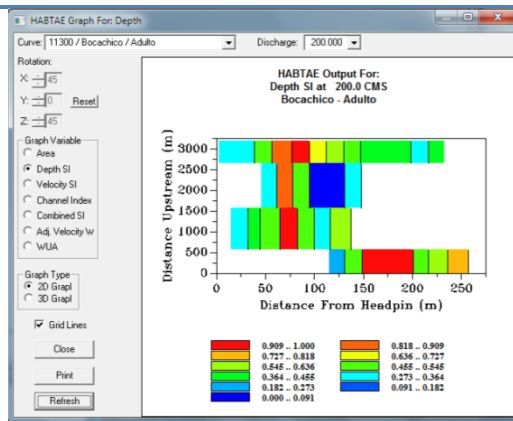 HABTAE Graph For: Depth
Curve: 11300 / Bocachico / Adulto
Discharge: 200.000
Rotation:
X: 45
Y: 0 Reset
Z: 45
Graph Variable
Area
Depth SI
Velocity SI
Channel Index
Combined SI
Adj. Velocity W
WUA
Graph Type
2D Grapl
3D Grapl
Grid Lines
Close
Print
Refresh
HABTAE Output For:
Depth SI at 200.0 CMS
Bocachico - Adulto
Distance Upstream (m)
3000
2500
2000
1500
1000
500
0
0 50 100 150 200 250
Distance From Headpin (m)
0.909 .. 1.000 0.818 .. 0.909
0.727 .. 0.818 0.636 .. 0.727
0.545 .. 0.636 0.455 .. 0.545
0.364 .. 0.455 0.273 .. 0.364
0.182 .. 0.273 0.091 .. 0.182
0.000 .. 0.091